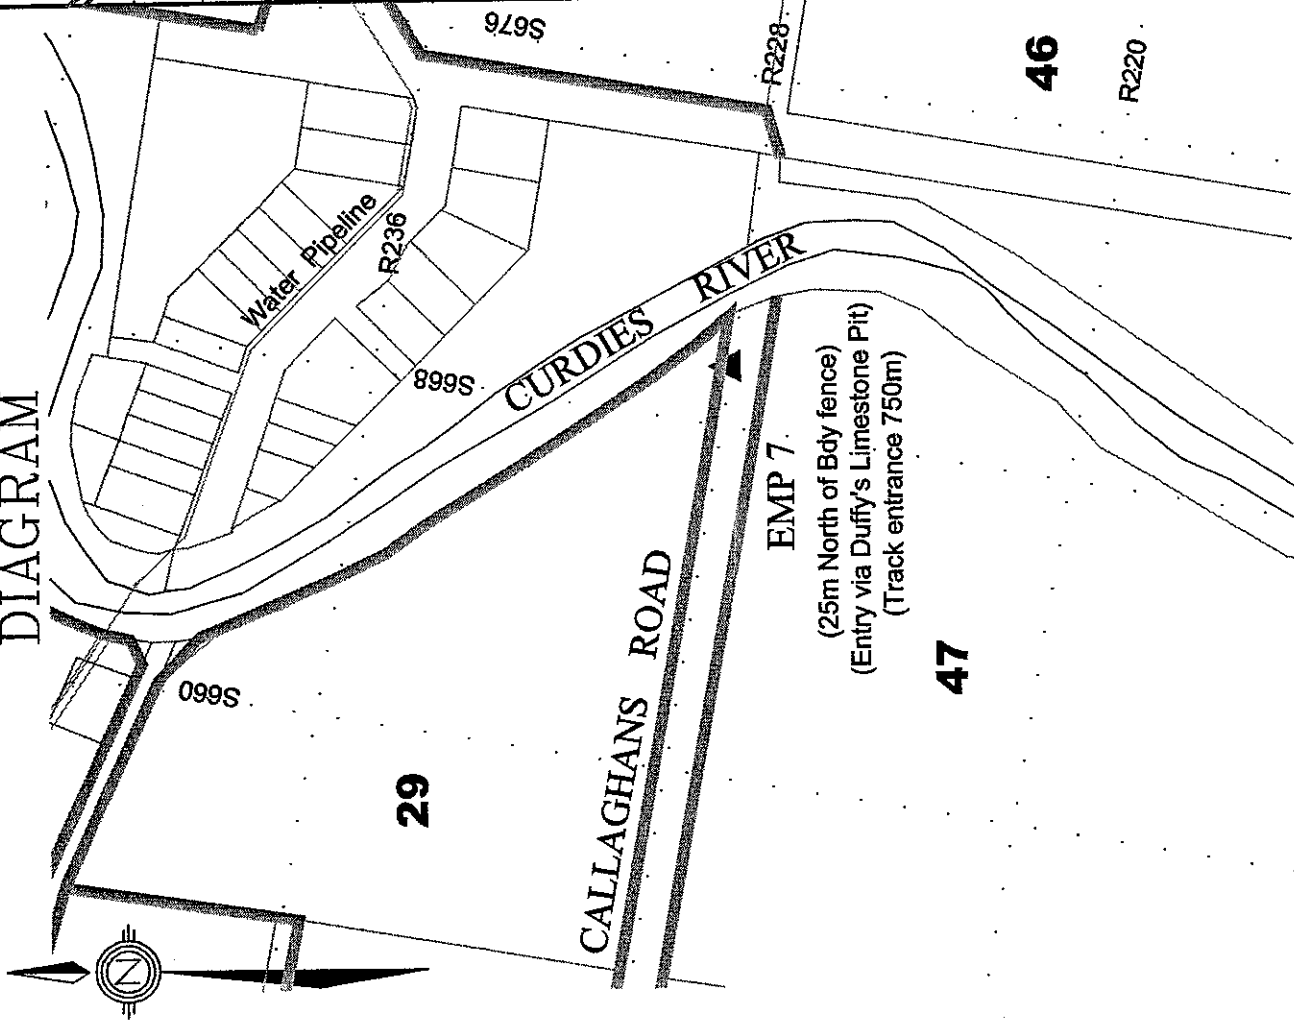 DIAGRAM
S676
R228
46
R220
Water Pipeline
R236
S668
CURDIES RIVER
S660
29
CALLAGHANS ROAD
EMP 7
(25m North of Bdy fence)
(Entry via Duffy's Limestone Pit)
(Track entrance 750m)
47
N